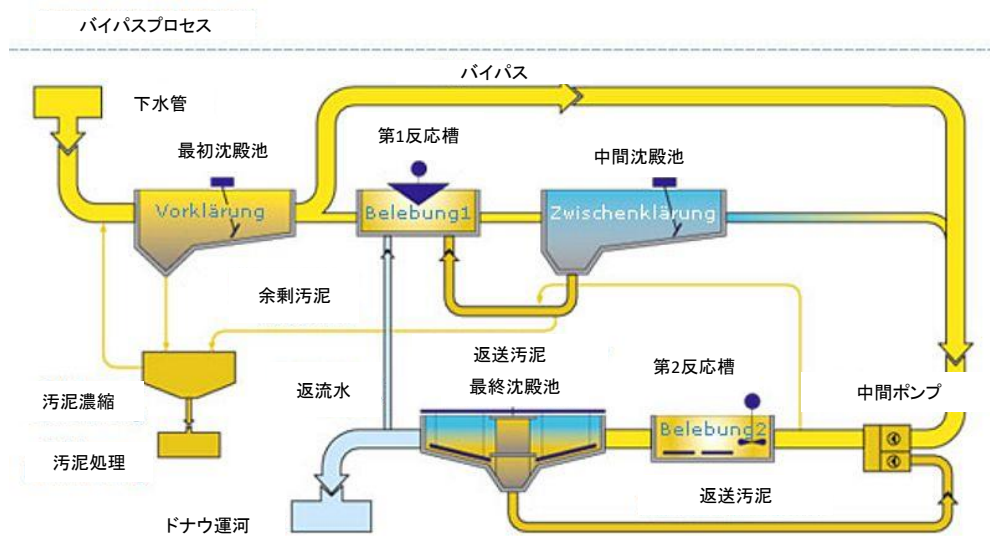 バイパスプロセス
バイパス
下水管
第1反応槽
最初沈殿池
中間沈殿池
Vorklärung
Belebung1
Zwischenklärung
余剰汚泥
返送汚泥
第2反応槽
最終沈殿池
返流水
中間ポンプ
汚泥濃縮
Belebung2
汚泥処理
返送汚泥
ドナウ運河